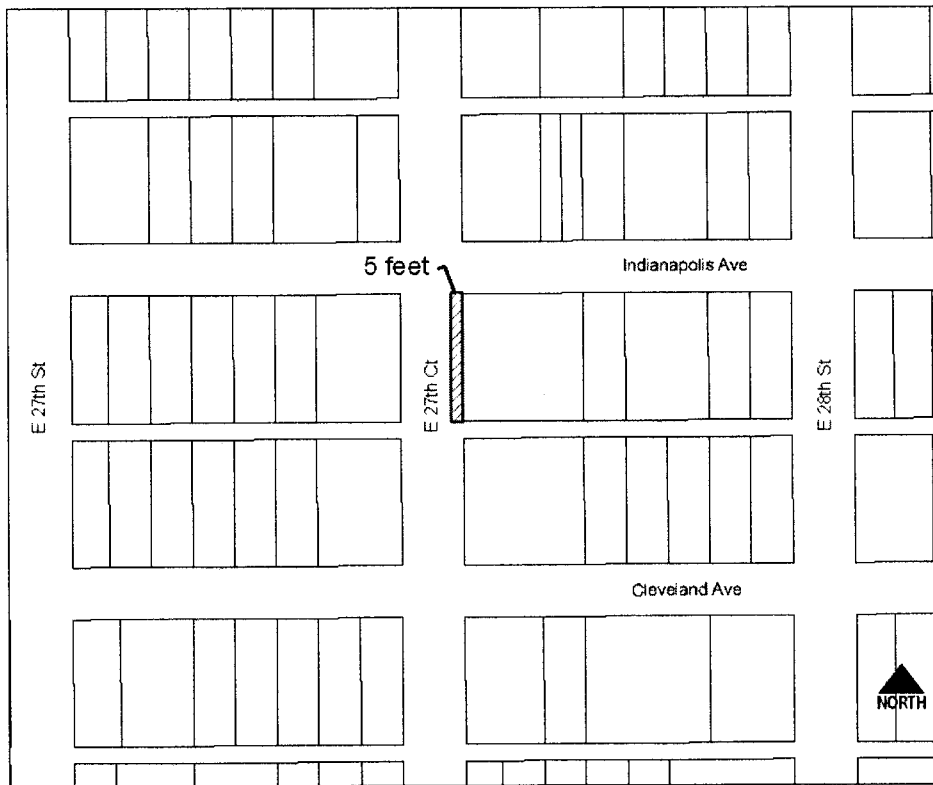 5 feet
Indianapolis Ave
E 27th St
E 27th Ct
E 28th St
Cleveland Ave
NORTH